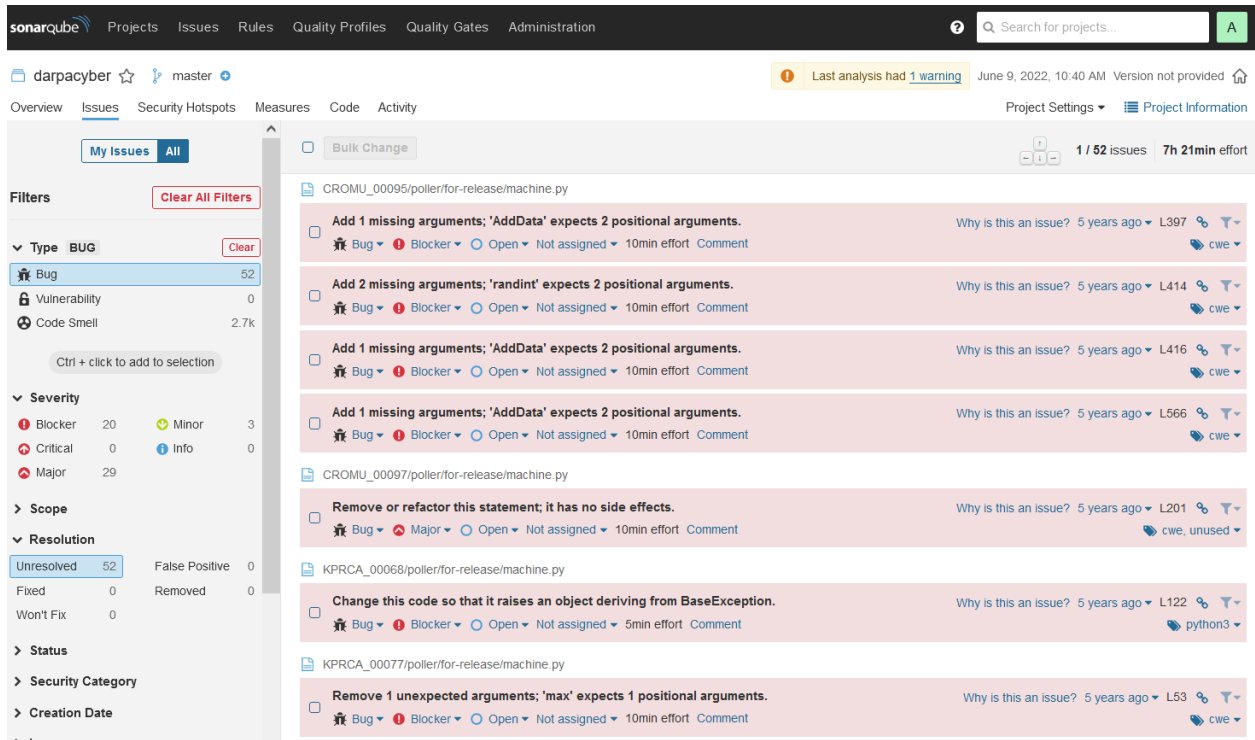 sonarqube Projects Issues Rules Quality Profiles Quality Gates Administration ? Search for projects... A
darpacyber master Last analysis had 1 warning June 9, 2022, 10:40 AM Version not provided
Overview Issues Security Hotspots Measures Code Activity Project Settings Project Information
My Issues All
Bulk Change 1 / 52 issues 7h 21min effort
Filters Clear All Filters
Type BUG Clear
Bug 52
Vulnerability 0
Code Smell 2.7k
Ctrl + click to add to selection
Severity
Blocker 20 Minor 3
Critical 0 Info 0
Major 29
Scope
Resolution
Unresolved 52 False Positive 0
Fixed 0 Removed 0
Won't Fix 0
Status
Security Category
Creation Date
CROMU_00095/poller/for-release/machine.py
Add 1 missing arguments; 'AddData' expects 2 positional arguments. Why is this an issue? 5 years ago L397
Bug Blocker Open Not assigned 10min effort Comment cwe
Add 2 missing arguments; 'randint' expects 2 positional arguments. Why is this an issue? 5 years ago L414
Bug Blocker Open Not assigned 10min effort Comment cwe
Add 1 missing arguments; 'AddData' expects 2 positional arguments. Why is this an issue? 5 years ago L416
Bug Blocker Open Not assigned 10min effort Comment cwe
Add 1 missing arguments; 'AddData' expects 2 positional arguments. Why is this an issue? 5 years ago L566
Bug Blocker Open Not assigned 10min effort Comment cwe
CROMU_00097/poller/for-release/machine.py
Remove or refactor this statement; it has no side effects. Why is this an issue? 5 years ago L201
Bug Major Open Not assigned 10min effort Comment cwe, unused
KPRCA_00068/poller/for-release/machine.py
Change this code so that it raises an object deriving from BaseException. Why is this an issue? 5 years ago L122
Bug Blocker Open Not assigned 5min effort Comment python3
KPRCA_00077/poller/for-release/machine.py
Remove 1 unexpected arguments; 'max' expects 1 positional arguments. Why is this an issue? 5 years ago L53
Bug Blocker Open Not assigned 10min effort Comment cwe